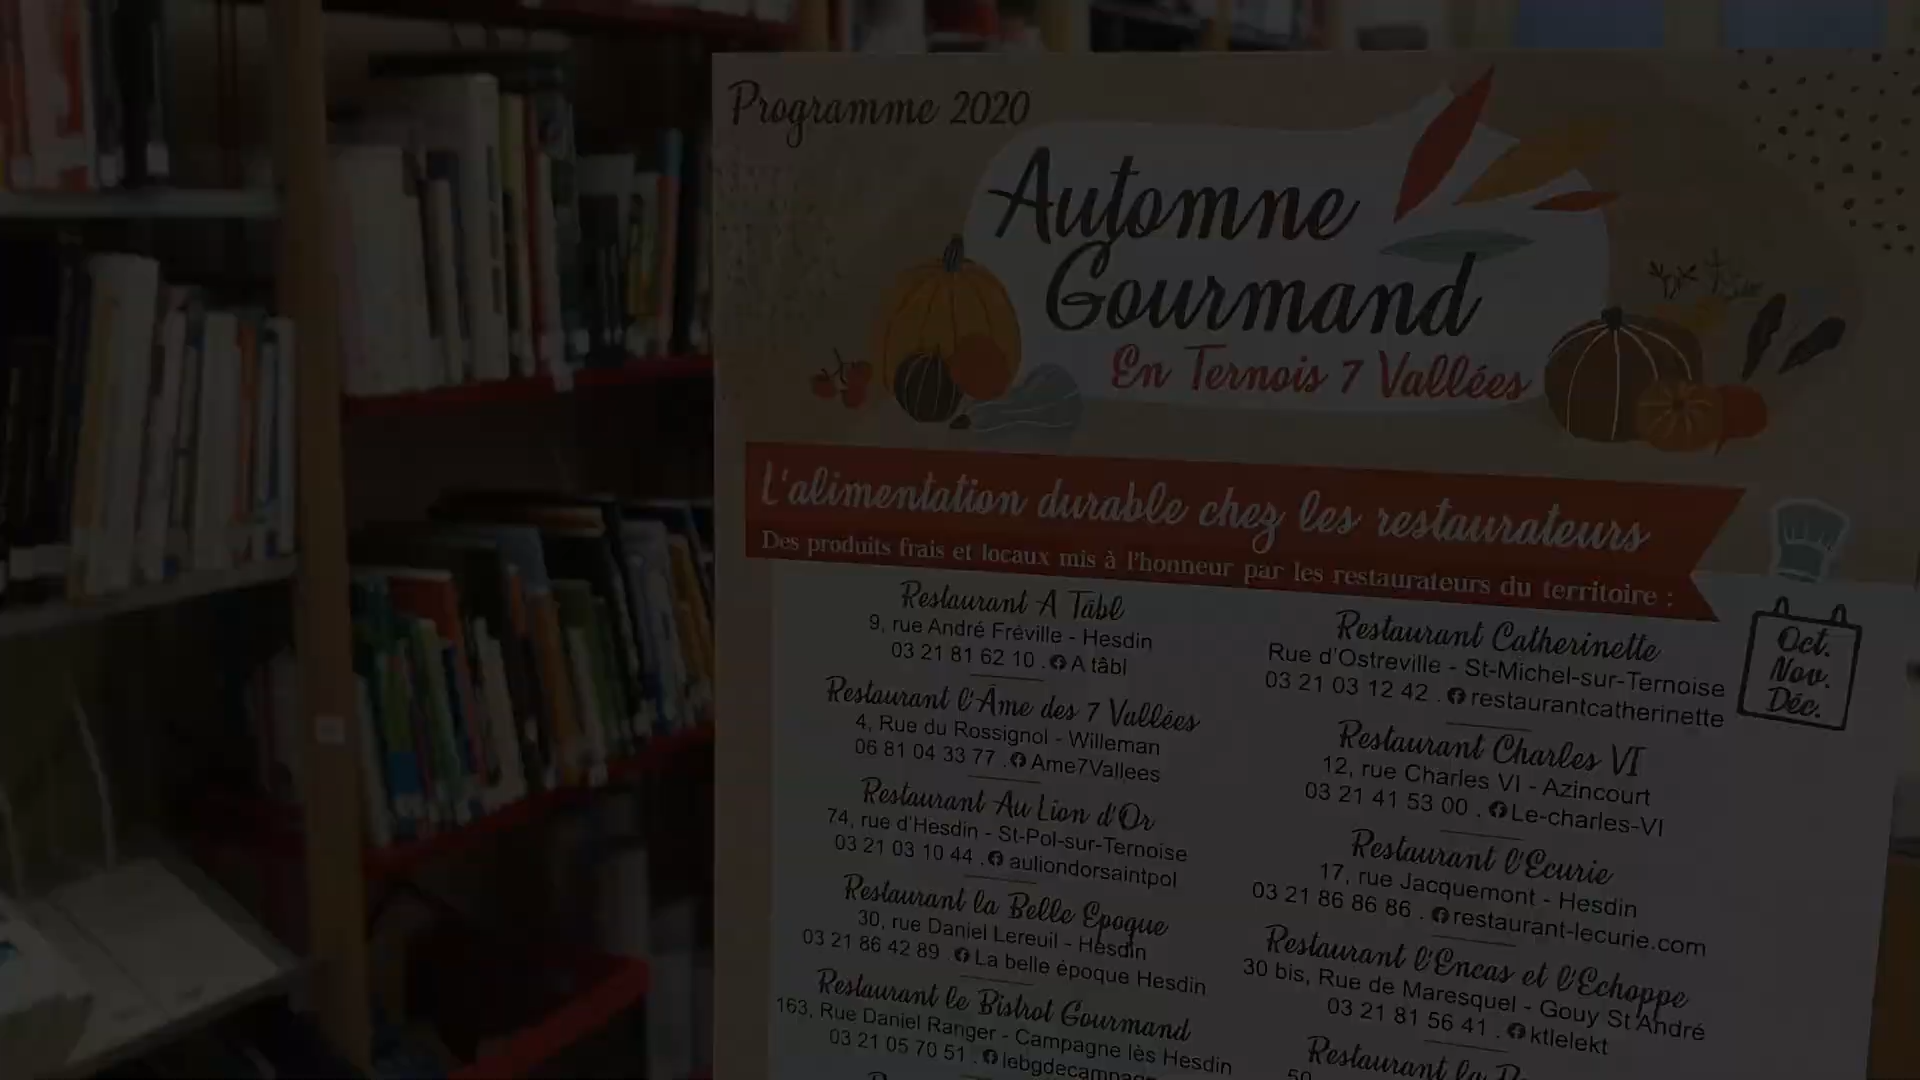 Programme 2020
Automne
Gourmand
En Ternois 7 Vallées
L'alimentation durable chez les restaurateurs
Des produits frais et locaux mis à l'honneur par les restaurateurs du territoire :
Restaurant A Tâbl
9, rue André Fréville - Hesdin
03 21 81 62 10 . A tâbl
Restaurant l'Âme des 7 Vallées
4, Rue du Rossignol - Willeman
06 81 04 33 77 . Ame7Vallees
Restaurant Au Lion d'Or
74, rue d'Hesdin - St-Pol-sur-Ternoise
03 21 03 10 44 . auliondorsaintpol
Restaurant la Belle Epoque
30, rue Daniel Lereuil - Hesdin
03 21 86 42 89 . La belle époque Hesdin
Restaurant le Bistrot Gourmand
163, Rue Daniel Ranger - Campagne lès Hesdin
03 21 05 70 51 . lebgdecampag
Restaurant Catherinette
Rue d'Ostreville - St-Michel-sur-Ternoise
03 21 03 12 42 . restaurantcatherinette
Restaurant Charles VI
12, rue Charles VI - Azincourt
03 21 41 53 00 . Le-charles-VI
Restaurant l'Ecurie
17, rue Jacquemont - Hesdin
03 21 86 86 86 . restaurant-lecurie.com
Restaurant l'Encas et l'Echoppe
30 bis, Rue de Maresquel - Gouy St André
03 21 81 56 41 . ktlelekt
Restaurant la
50
Oct.
Nov.
Déc.